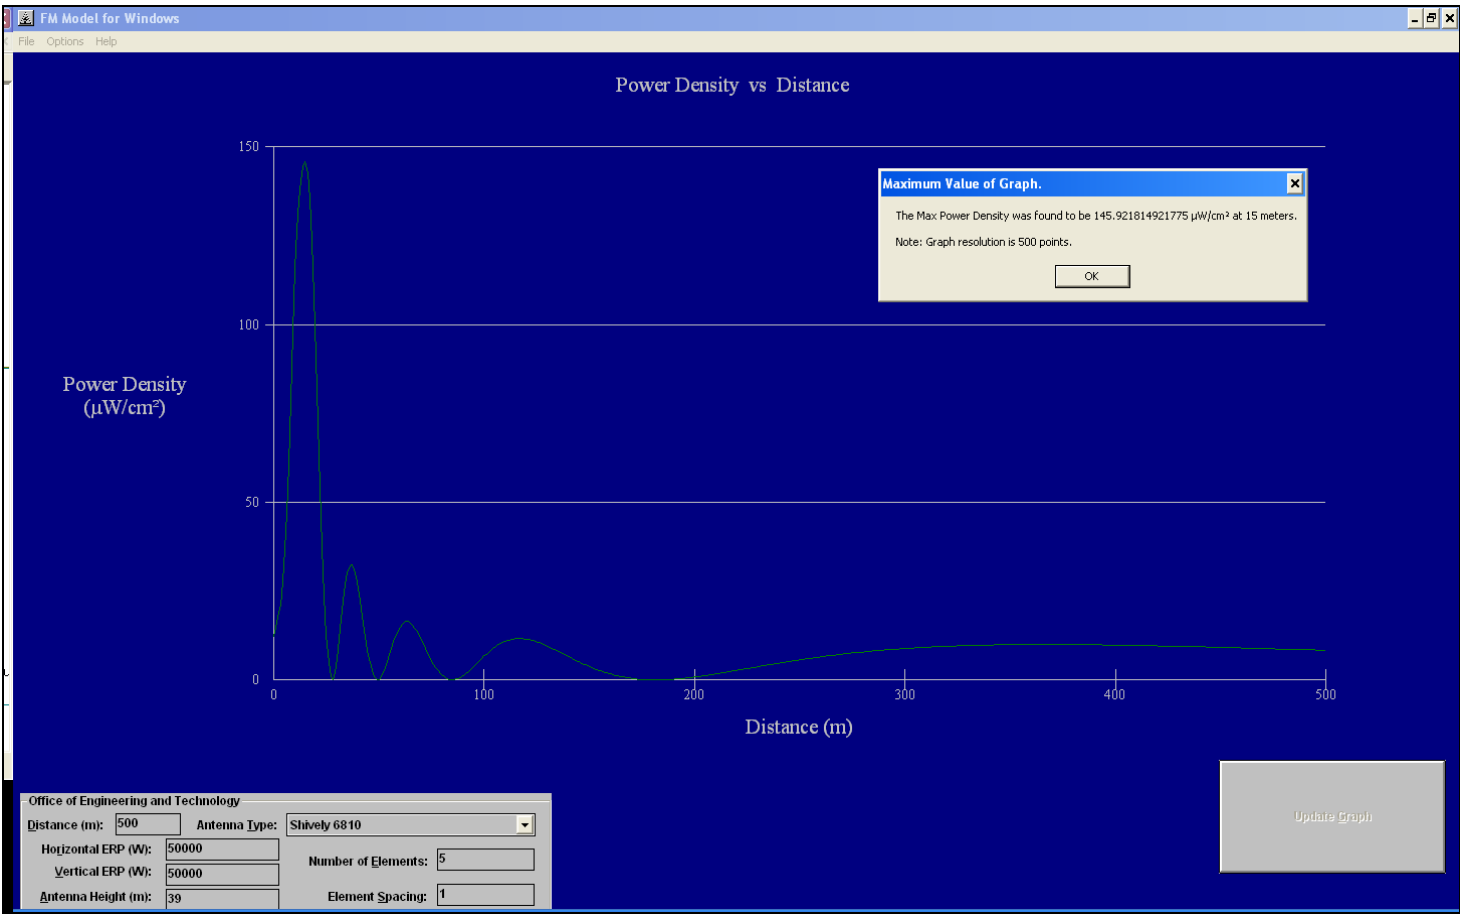 FM Model for Windows
File Options Help
Power Density vs Distance
150
Maximum Value of Graph.
The Max Power Density was found to be 145.921814921775 µW/cm² at 15 meters.
Note: Graph resolution is 500 points.
OK
100
Power Density
(µW/cm²)
50
0
0 100 200 300 400 500
Distance (m)
Office of Engineering and Technology
Distance (m): 500 Antenna Type: Shively 6810
Horizontal ERP (W): 50000
Number of Elements: 5
Vertical ERP (W): 50000
Antenna Height (m): 39 Element Spacing: 1
Update Graph